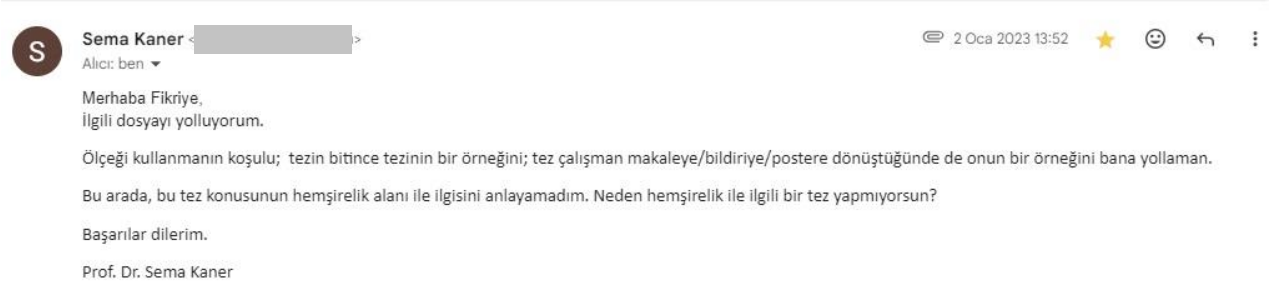 S
Sema Kaner < >
2 Oca 2023 13:52
Alıcı: ben
Merhaba Fikriye,
İlgili dosyayı yolluyorum.
Ölçeği kullanmanın koşulu; tezin bitince tezinin bir örneğini; tez çalışman makaleye/bildiriye/postere dönüştüğünde de onun bir örneğini bana yollaman.
Bu arada, bu tez konusunun hemşirelik alanı ile ilgisini anlayamadım. Neden hemşirelik ile ilgili bir tez yapmıyorsun?
Başarılar dilerim.
Prof. Dr. Sema Kaner